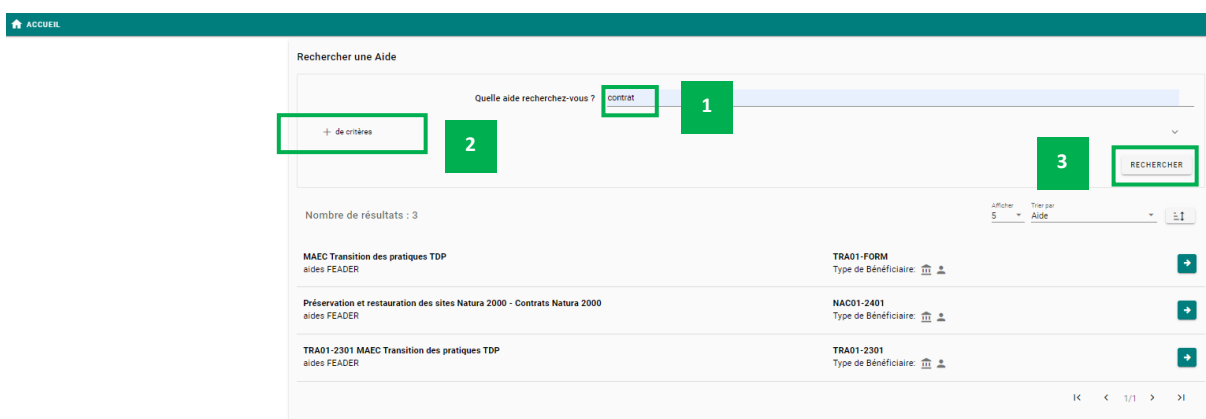 ACCUEIL
Rechercher une Aide
Quelle aide recherchez-vous ? contrat
1
+ de critères
2
3
RECHERCHER
Nombre de résultats : 3
Afficher Trier par
5 Aide
MAEC Transition des pratiques TDP TRA01-FORM
aides FEADER Type de Bénéficiaire:
Préservation et restauration des sites Natura 2000 - Contrats Natura 2000 NAC01-2401
aides FEADER Type de Bénéficiaire:
TRA01-2301 MAEC Transition des pratiques TDP TRA01-2301
aides FEADER Type de Bénéficiaire:
1/1